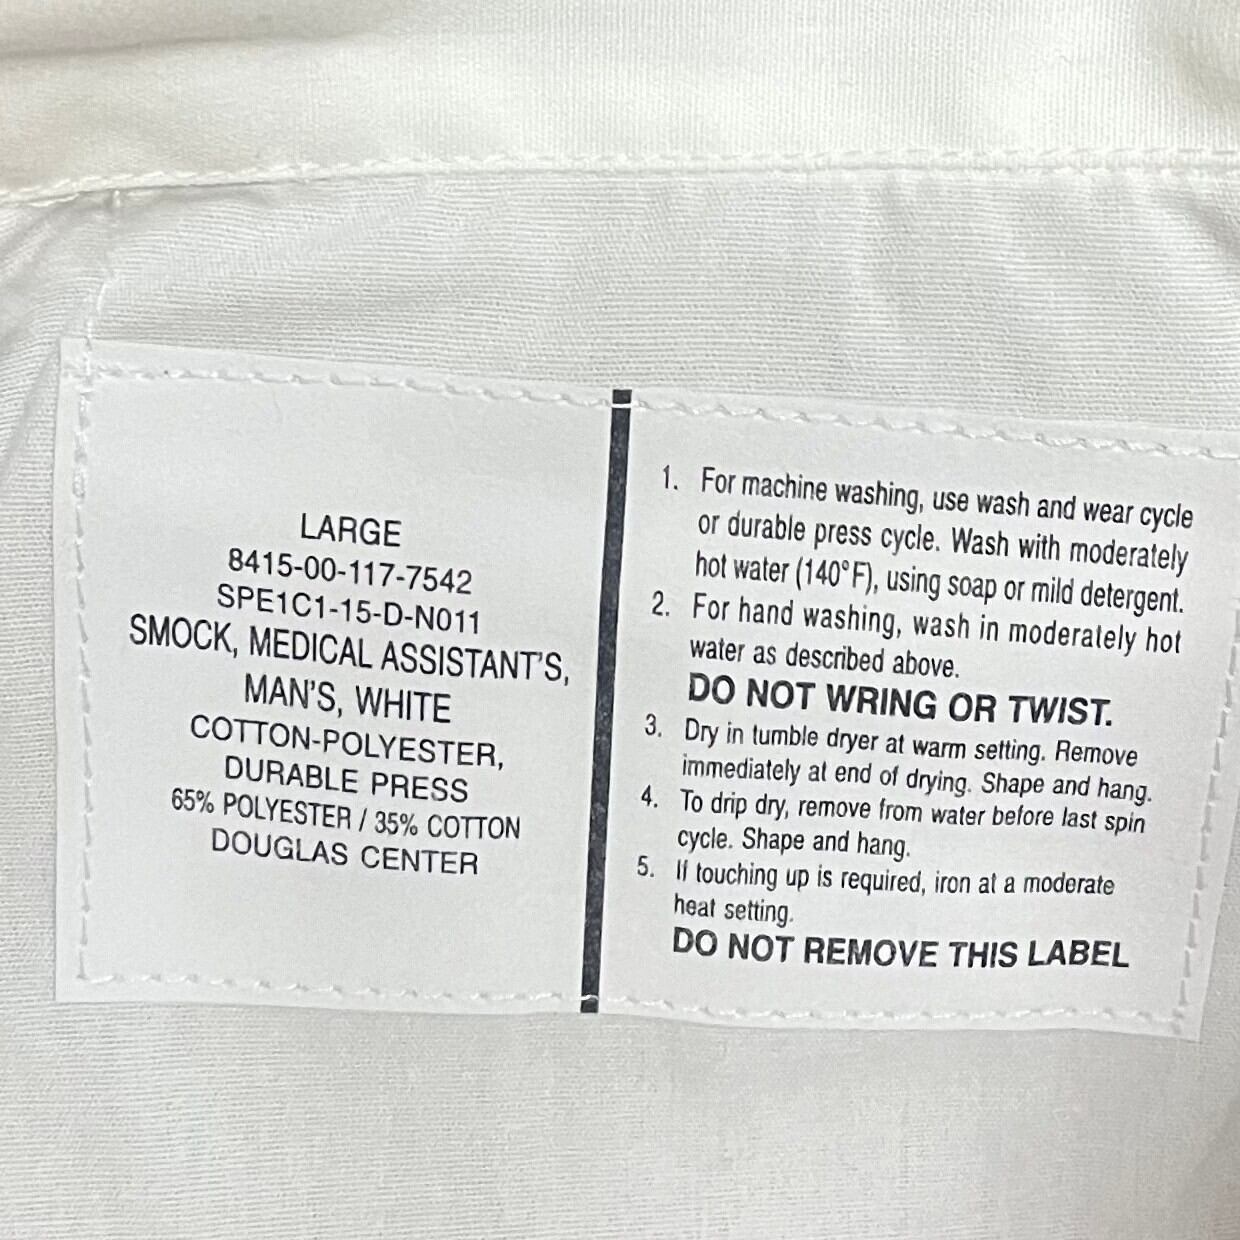 LARGE
8415-00-117-7542
SPE1C1-15-D-N011
SMOCK, MEDICAL ASSISTANT'S,
MAN'S, WHITE
COTTON-POLYESTER,
DURABLE PRESS
65% POLYESTER / 35% COTTON
DOUGLAS CENTER
1. For machine washing, use wash and wear cycle
or durable press cycle. Wash with moderately
hot water (140°F), using soap or mild detergent.
2. For hand washing, wash in moderately hot
water as described above.
DO NOT WRING OR TWIST.
3. Dry in tumble dryer at warm setting. Remove
immediately at end of drying. Shape and hang.
4. To drip dry, remove from water before last spin
cycle. Shape and hang.
5. If touching up is required, iron at a moderate
heat setting.
DO NOT REMOVE THIS LABEL